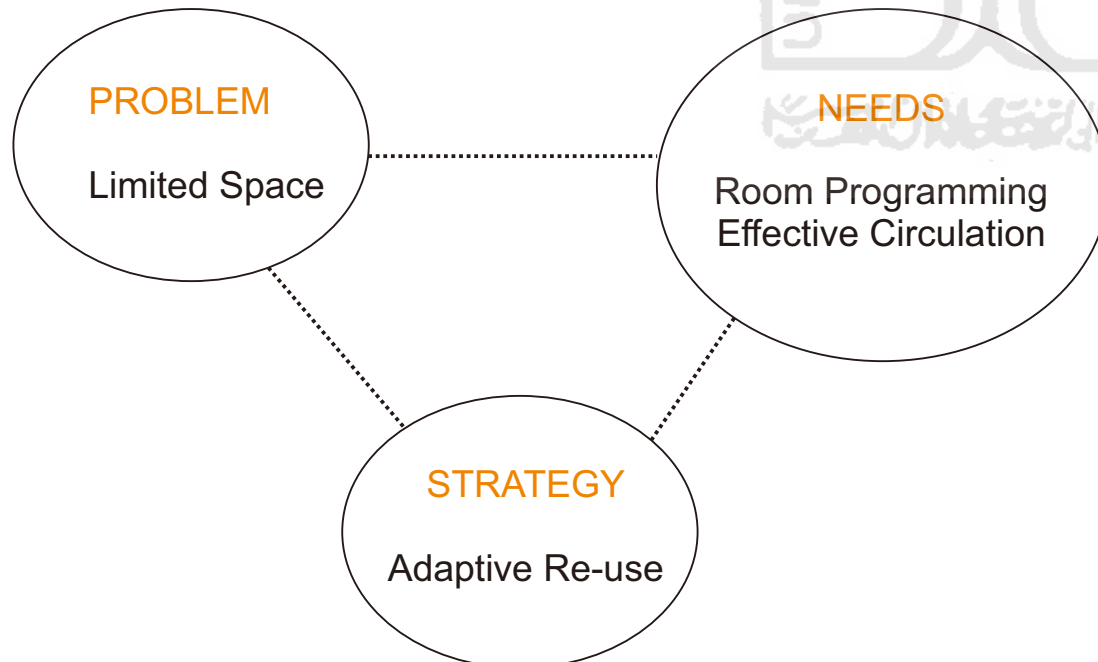 PROBLEM
Limited Space
NEEDS
Room Programming
Effective Circulation
STRATEGY
Adaptive Re-use